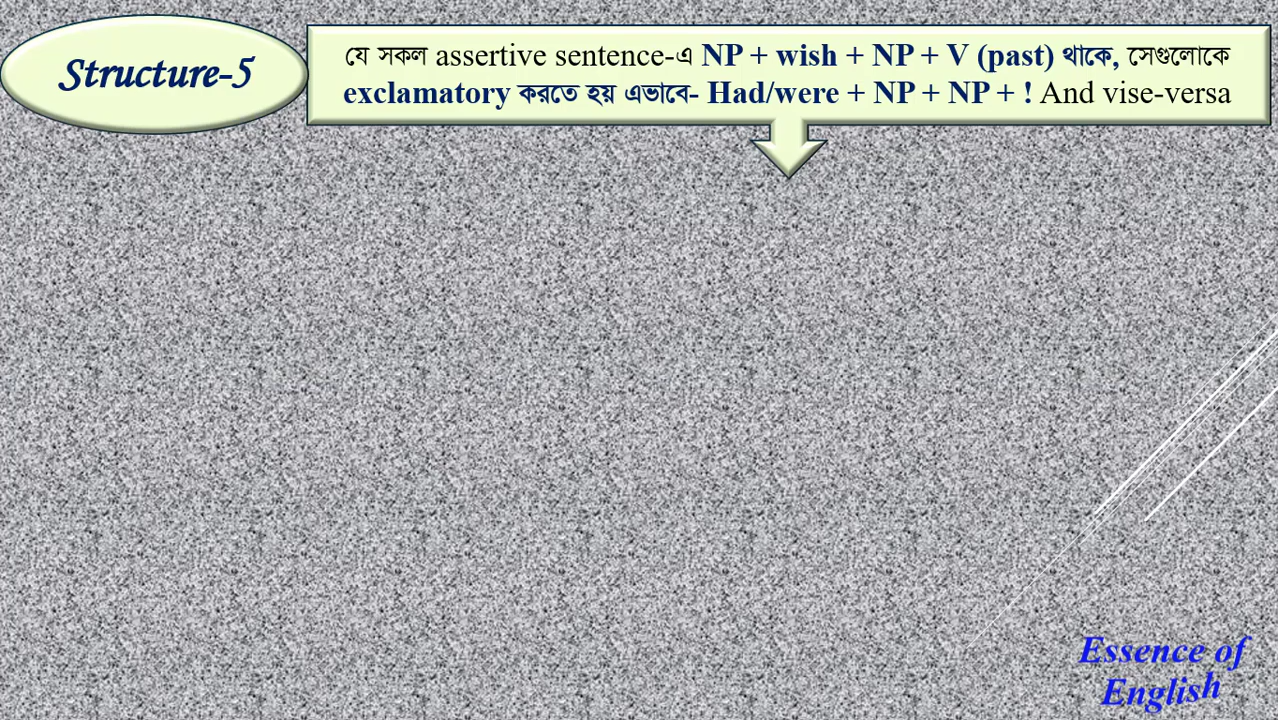 Structure-5
যে সকল assertive sentence-এ NP + wish + NP + V (past) থাকে, সেগুলোকে
exclamatory করতে হয় এভাবে- Had/were + NP + NP + ! And vise-versa
Essence of
English